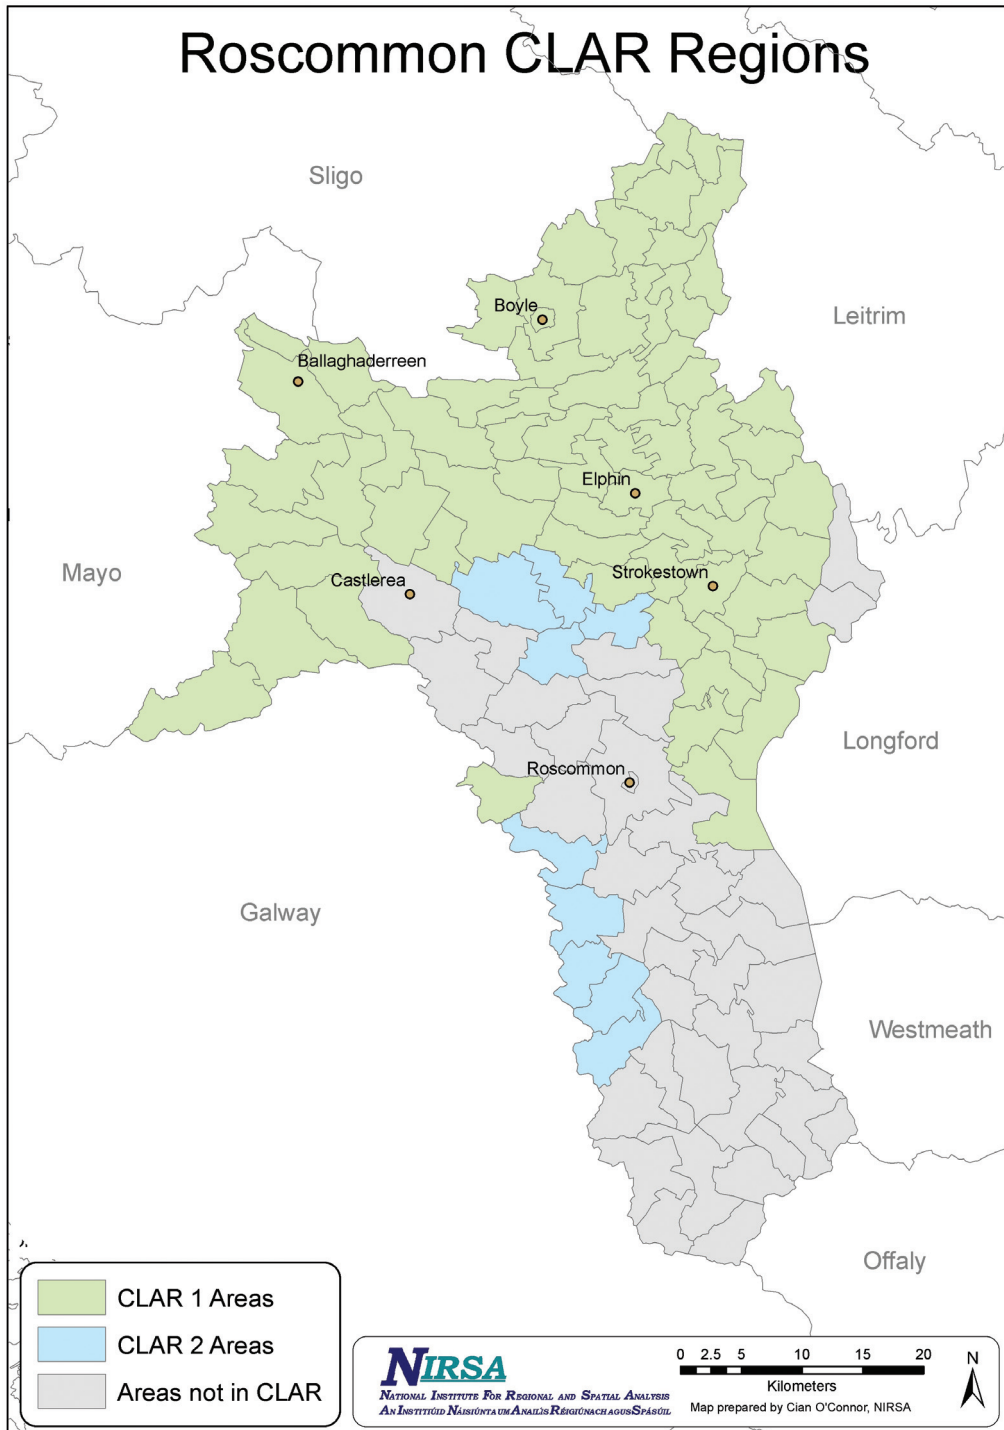 Roscommon CLAR Regions
Sligo
Leitrim
Boyle
Ballaghaderreen
Elphin
Mayo
Castlerea
Strokestown
Longford
Roscommon
Galway
Westmeath
Offaly
CLAR 1 Areas
CLAR 2 Areas
Areas not in CLAR
NIRSA
NATIONAL INSTITUTE FOR REGIONAL AND SPATIAL ANALYSIS
AN INSTITIÚID NÁISIÚNTA UM ANAILÍS RÉIGIÚNACH AGUS SPÁSÚIL
0 2.5 5 10 15 20
Kilometers
Map prepared by Cian O'Connor, NIRSA
N